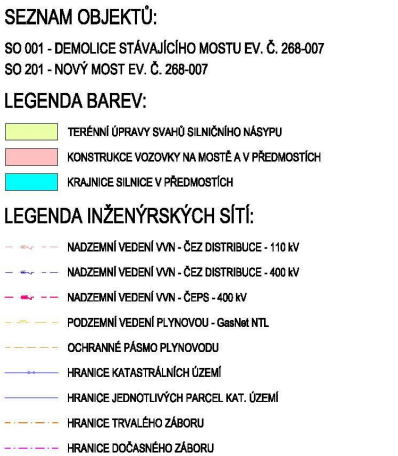 SEZNAM OBJEKTŮ:
SO 001 - DEMOLICE STÁVAJÍCÍHO MOSTU EV. Č. 268-007
SO 201 - NOVÝ MOST EV. Č. 268-007
LEGENDA BAREV:
TERÉNNÍ ÚPRAVY SVAHŮ SILNIČNÍHO NÁSYPU
KONSTRUKCE VOZOVKY NA MOSTĚ A V PŘEDMOSTÍCH
KRAJNICE SILNICE V PŘEDMOSTÍCH
LEGENDA INŽENÝRSKÝCH SÍTÍ:
NADZEMNÍ VEDENÍ VVN - ČEZ DISTRIBUCE - 110 kV
NADZEMNÍ VEDENÍ VVN - ČEZ DISTRIBUCE - 400 kV
NADZEMNÍ VEDENÍ VVN - ČEPS - 400 kV
PODZEMNÍ VEDENÍ PLYNOVOU - GasNet NTL
OCHRANNÉ PÁSMO PLYNOVODU
HRANICE KATASTRÁLNÍCH ÚZEMÍ
HRANICE JEDNOTLIVÝCH PARCEL KAT. ÚZEMÍ
HRANICE TRVALÉHO ZÁBORU
HRANICE DOČASNÉHO ZÁBORU